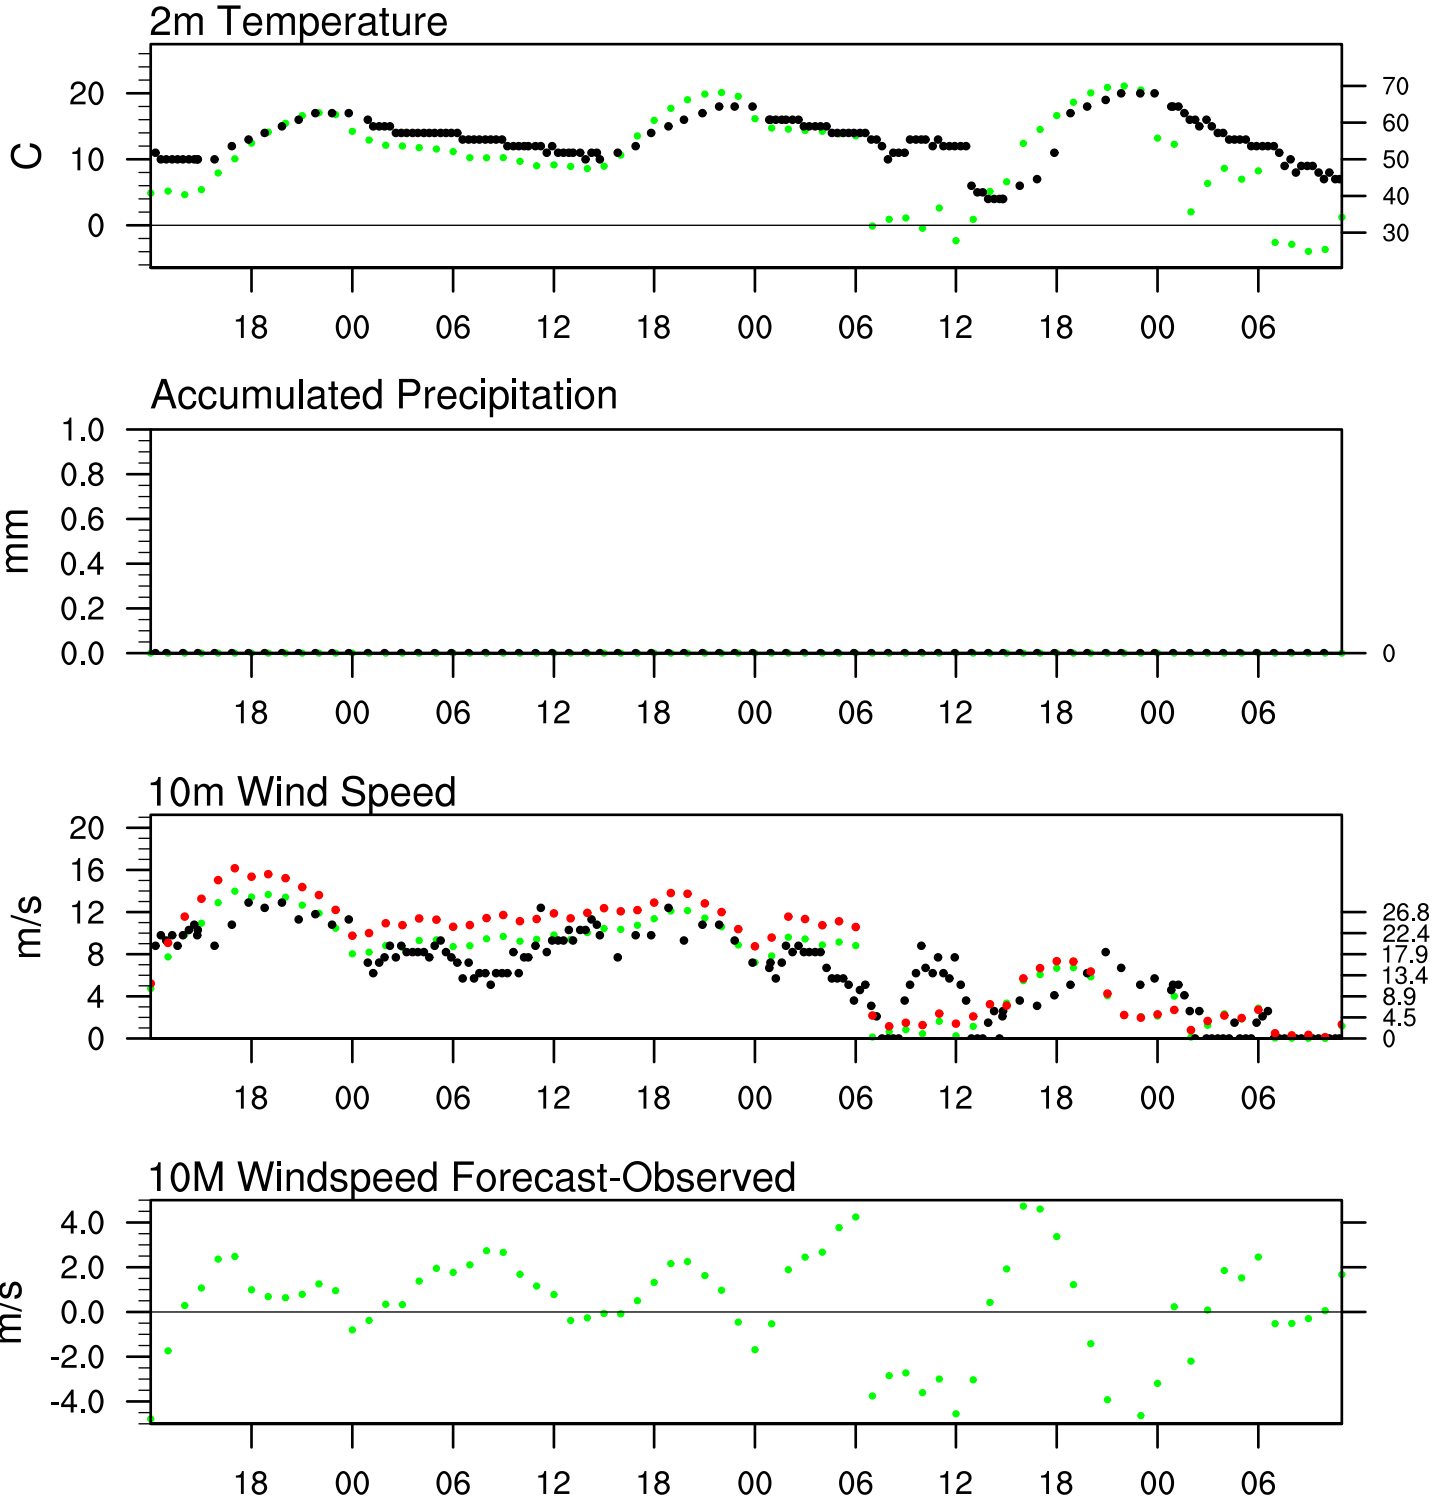 2m Temperature
C
20
10
0
70
60
50
40
30
18 00 06 12 18 00 06 12 18 00 06
Accumulated Precipitation
mm
1.0
0.8
0.6
0.4
0.2
0.0
0
18 00 06 12 18 00 06 12 18 00 06
10m Wind Speed
m/s
20
16
12
8
4
0
26.8
22.4
17.9
13.4
8.9
4.5
0
18 00 06 12 18 00 06 12 18 00 06
10M Windspeed Forecast-Observed
m/s
4.0
2.0
0.0
-2.0
-4.0
18 00 06 12 18 00 06 12 18 00 06